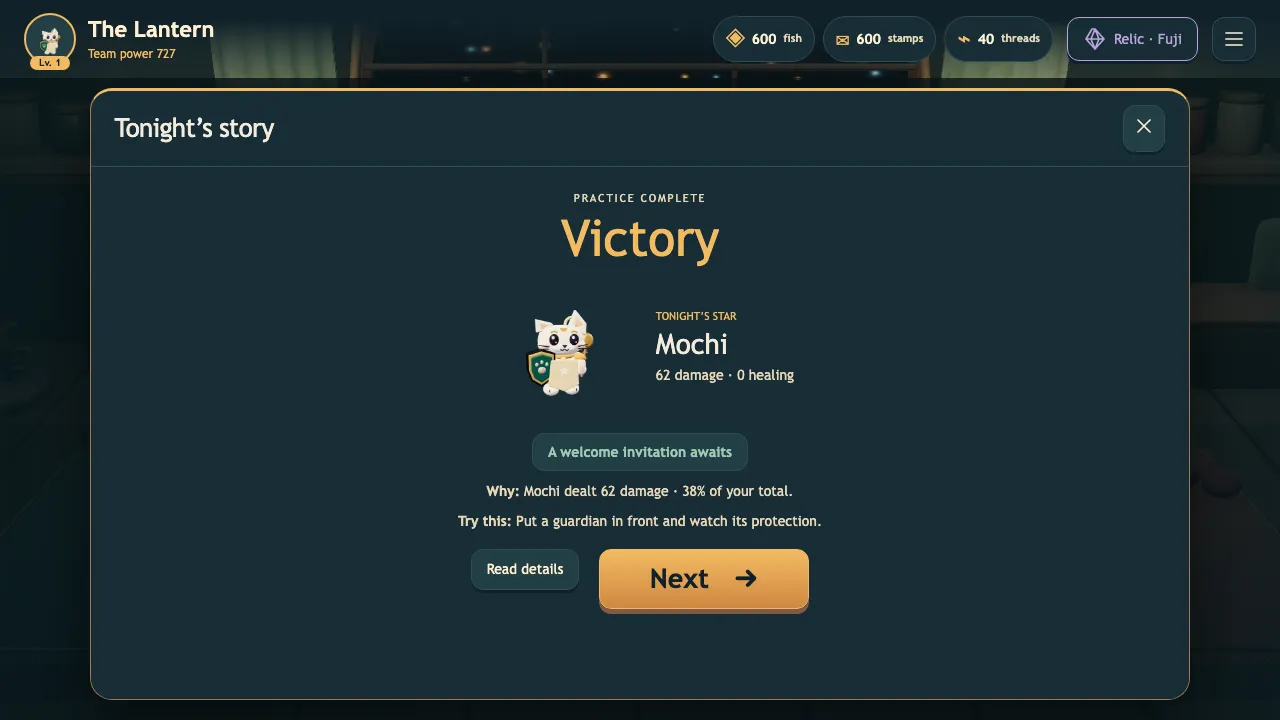 The Lantern
Team power 727
Lv. 1
600 fish
600 stamps
40 threads
Relic · Fuji
Tonight’s story
PRACTICE COMPLETE
Victory
TONIGHT’S STAR
Mochi
62 damage · 0 healing
A welcome invitation awaits
Why: Mochi dealt 62 damage · 38% of your total.
Try this: Put a guardian in front and watch its protection.
Read details
Next →